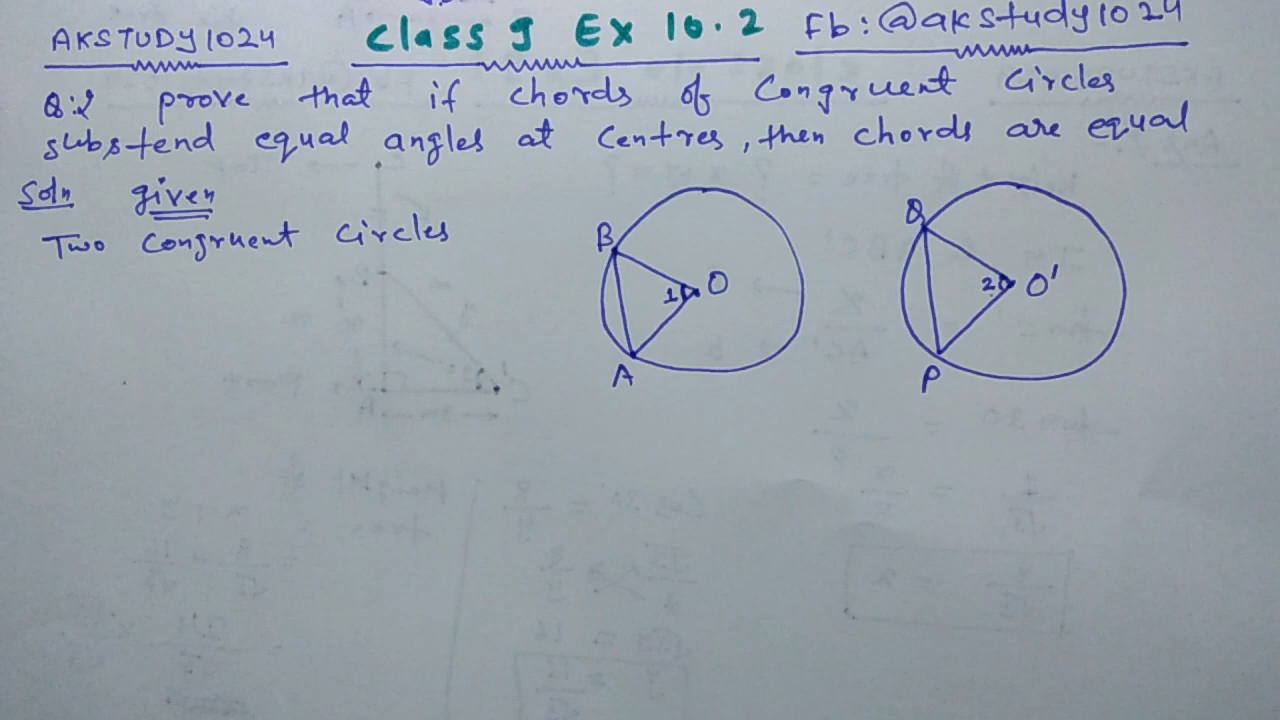 AKSTUDY1024 Class 9 Ex 10.2 Fb:@akstudy1024
Q:2 prove that if chords of Congruent Circles
substend equal angles at Centres, then chords are equal
Soln given
Two Congruent Circles
B
1
O
A
Q
2
O'
P